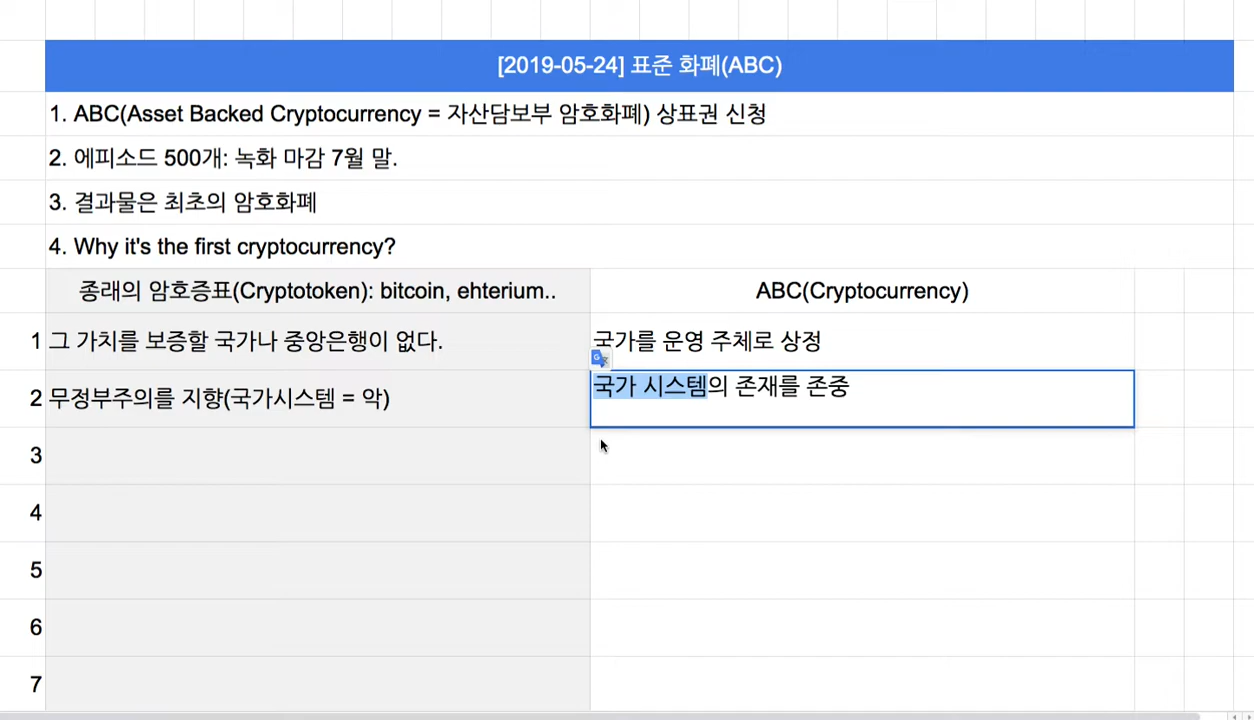 [2019-05-24] 표준 화폐(ABC)
1. ABC(Asset Backed Cryptocurrency = 자산담보부 암호화폐) 상표권 신청
2. 에피소드 500개: 녹화 마감 7월 말.
3. 결과물은 최초의 암호화폐
4. Why it's the first cryptocurrency?
종래의 암호증표(Cryptotoken): bitcoin, ehterium.. ABC(Cryptocurrency)
1 그 가치를 보증할 국가나 중앙은행이 없다. 국가를 운영 주체로 상정
2 무정부주의를 지향(국가시스템 = 악) 국가 시스템의 존재를 존중
3
4
5
6
7